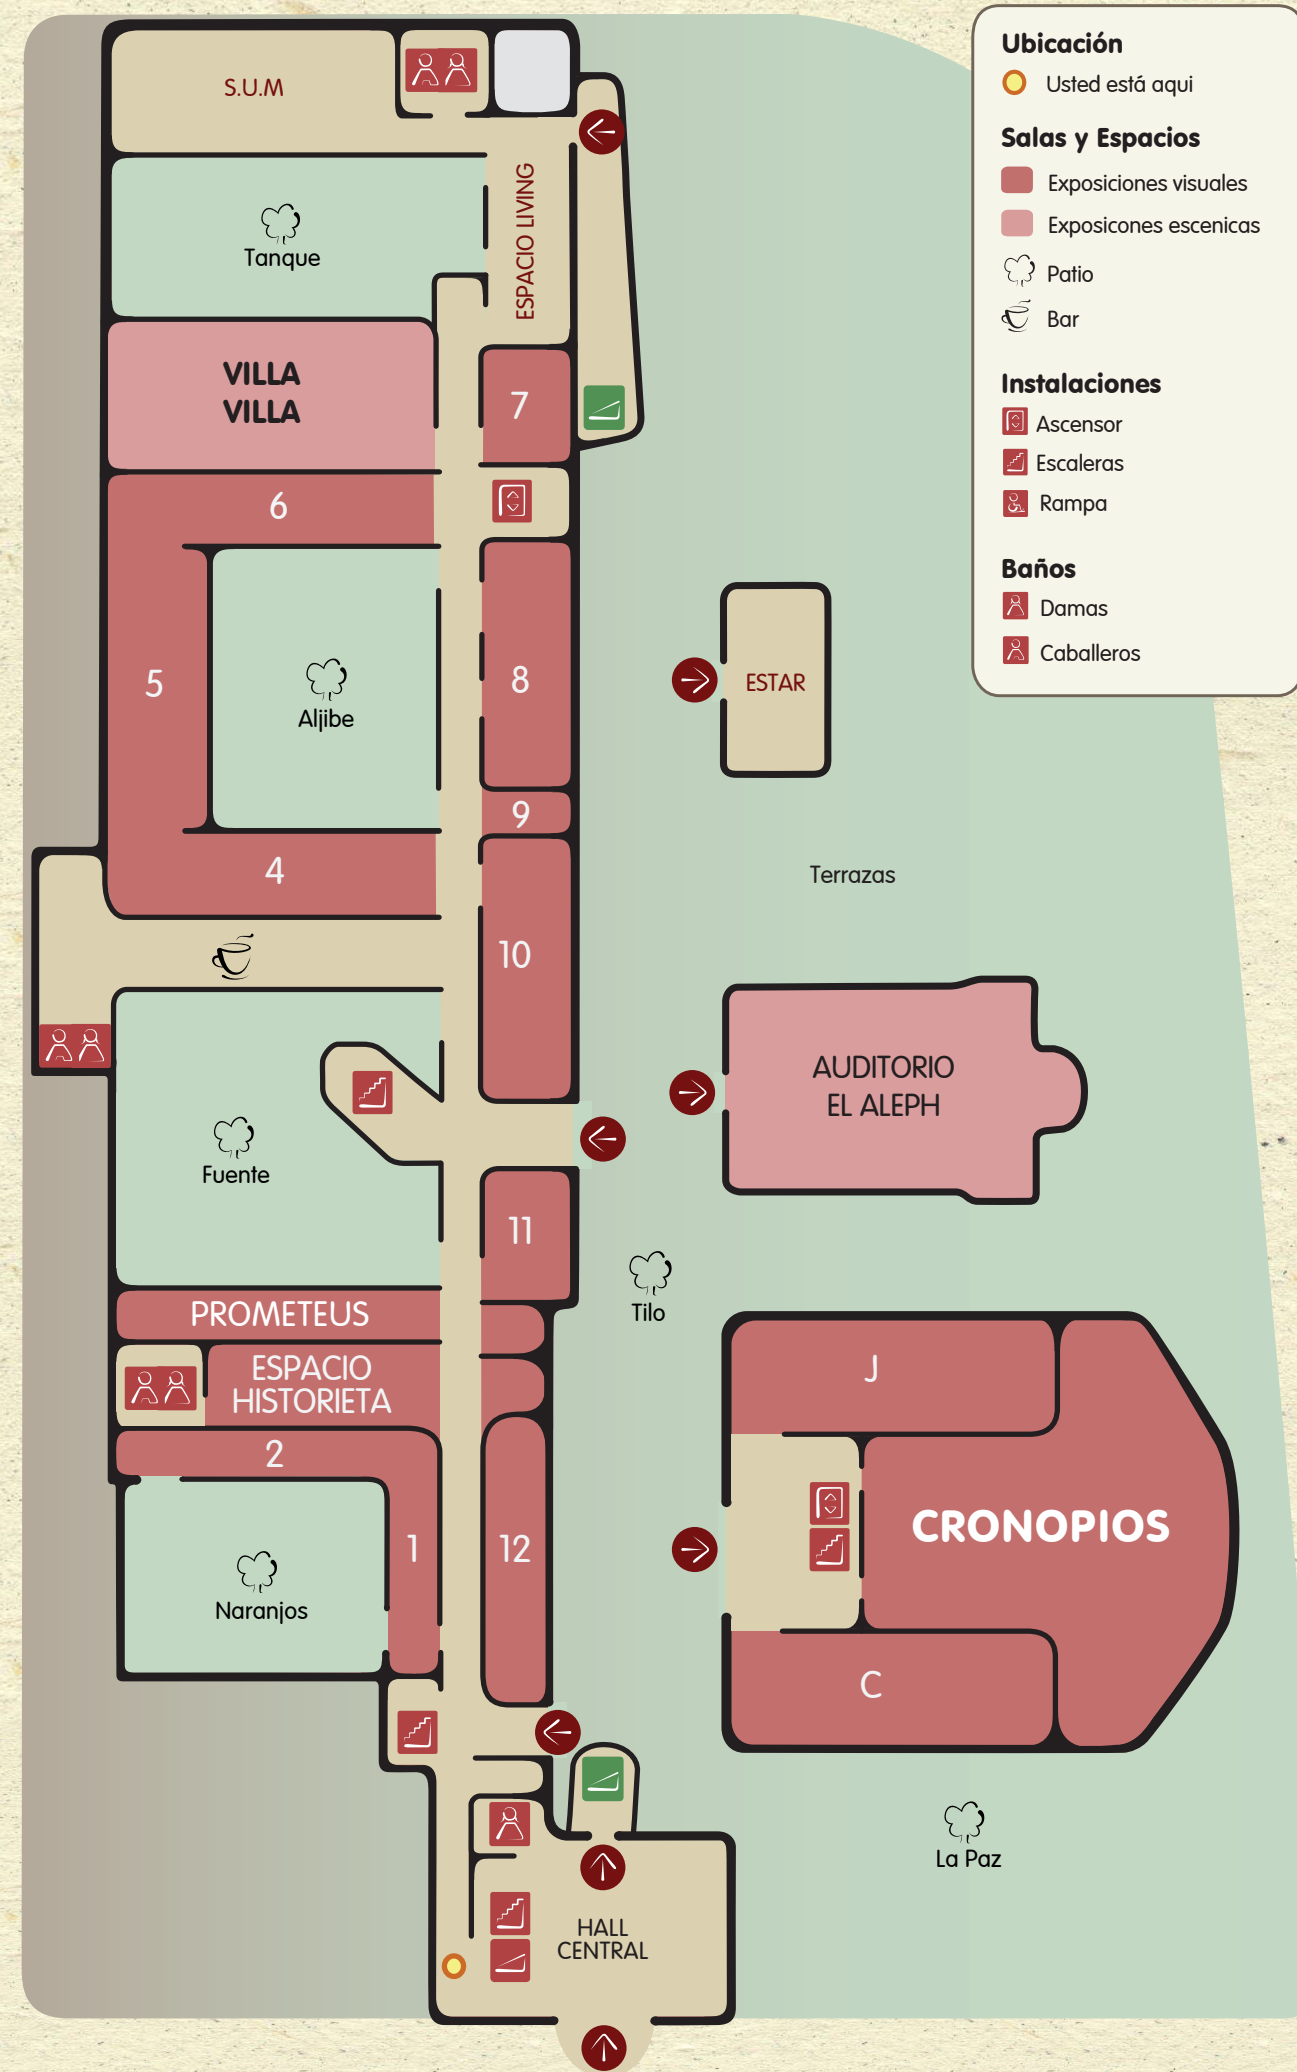 Ubicación
Usted está aqui
Salas y Espacios
Exposiciones visuales
Exposicones escenicas
Patio
Bar
Instalaciones
Ascensor
Escaleras
Rampa
Baños
Damas
Caballeros
S.U.M
ESPACIO LIVING
Tanque
VILLA
VILLA
7
6
5
Aljibe
8
ESTAR
9
4
Terrazas
10
AUDITORIO
EL ALEPH
Fuente
11
Tilo
PROMETEUS
ESPACIO
HISTORIETA
J
2
CRONOPIOS
1
12
Naranjos
C
La Paz
HALL
CENTRAL